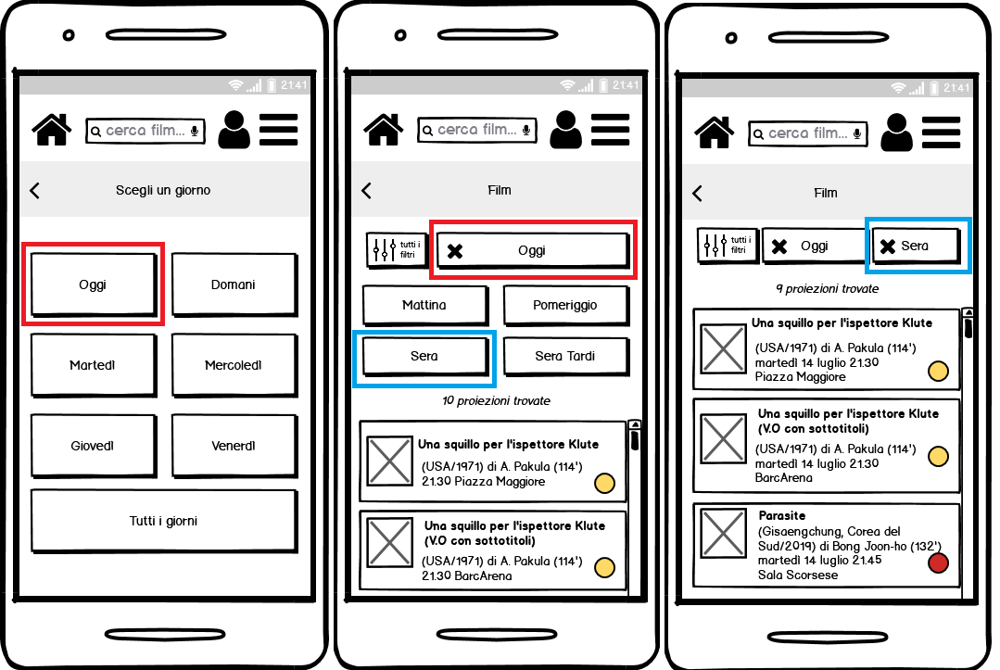 21:41
cerca film...
Scegli un giorno
Oggi
Domani
Martedì
Mercoledì
Giovedì
Venerdì
Tutti i giorni
21:41
cerca film...
Film
tutti i
filtri
Oggi
Mattina
Pomeriggio
Sera
Sera Tardi
10 proiezioni trovate
Una squillo per l'ispettore Klute
(USA/1971) di A. Pakula (114')
21.30 Piazza Maggiore
Una squillo per l'ispettore Klute
(V.O con sottotitoli)
(USA/1971) di A. Pakula (114')
21.30 BarcArena
21:41
cerca film...
Film
tutti i
filtri
Oggi
Sera
9 proiezioni trovate
Una squillo per l'ispettore Klute
(USA/1971) di A. Pakula (114')
martedì 14 luglio 21.30
Piazza Maggiore
Una squillo per l'ispettore Klute
(V.O con sottotitoli)
(USA/1971) di A. Pakula (114')
martedì 14 luglio 21.30
BarcArena
Parasite
(Gisaengchung, Corea del
Sud/2019) di Bong Joon-ho (132')
martedì 14 luglio 21.45
Sala Scorsese